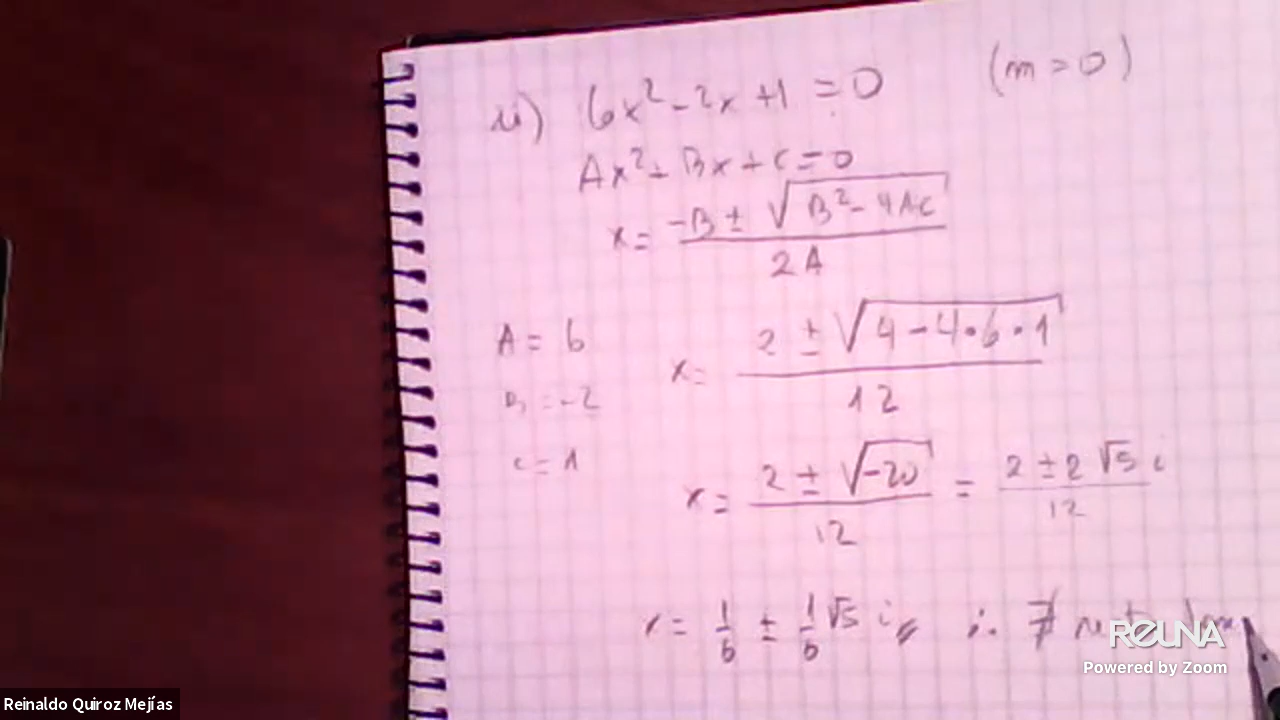 ii) 6x² - 2x + 1 = 0 (m = 0)
Ax² + Bx + C = 0
x = -B ± √(B² - 4AC) / 2A
A = 6
x = 2 ± √(4 - 4•6•1) / 12
B = -2
C = 1
x = 2 ± √(-20) / 12 = 2 ± 2√5 i / 12
x = 1/6 ± 1/6 √5 i ∴ ∄
REUNA
Powered by Zoom
Reinaldo Quiroz Mejías